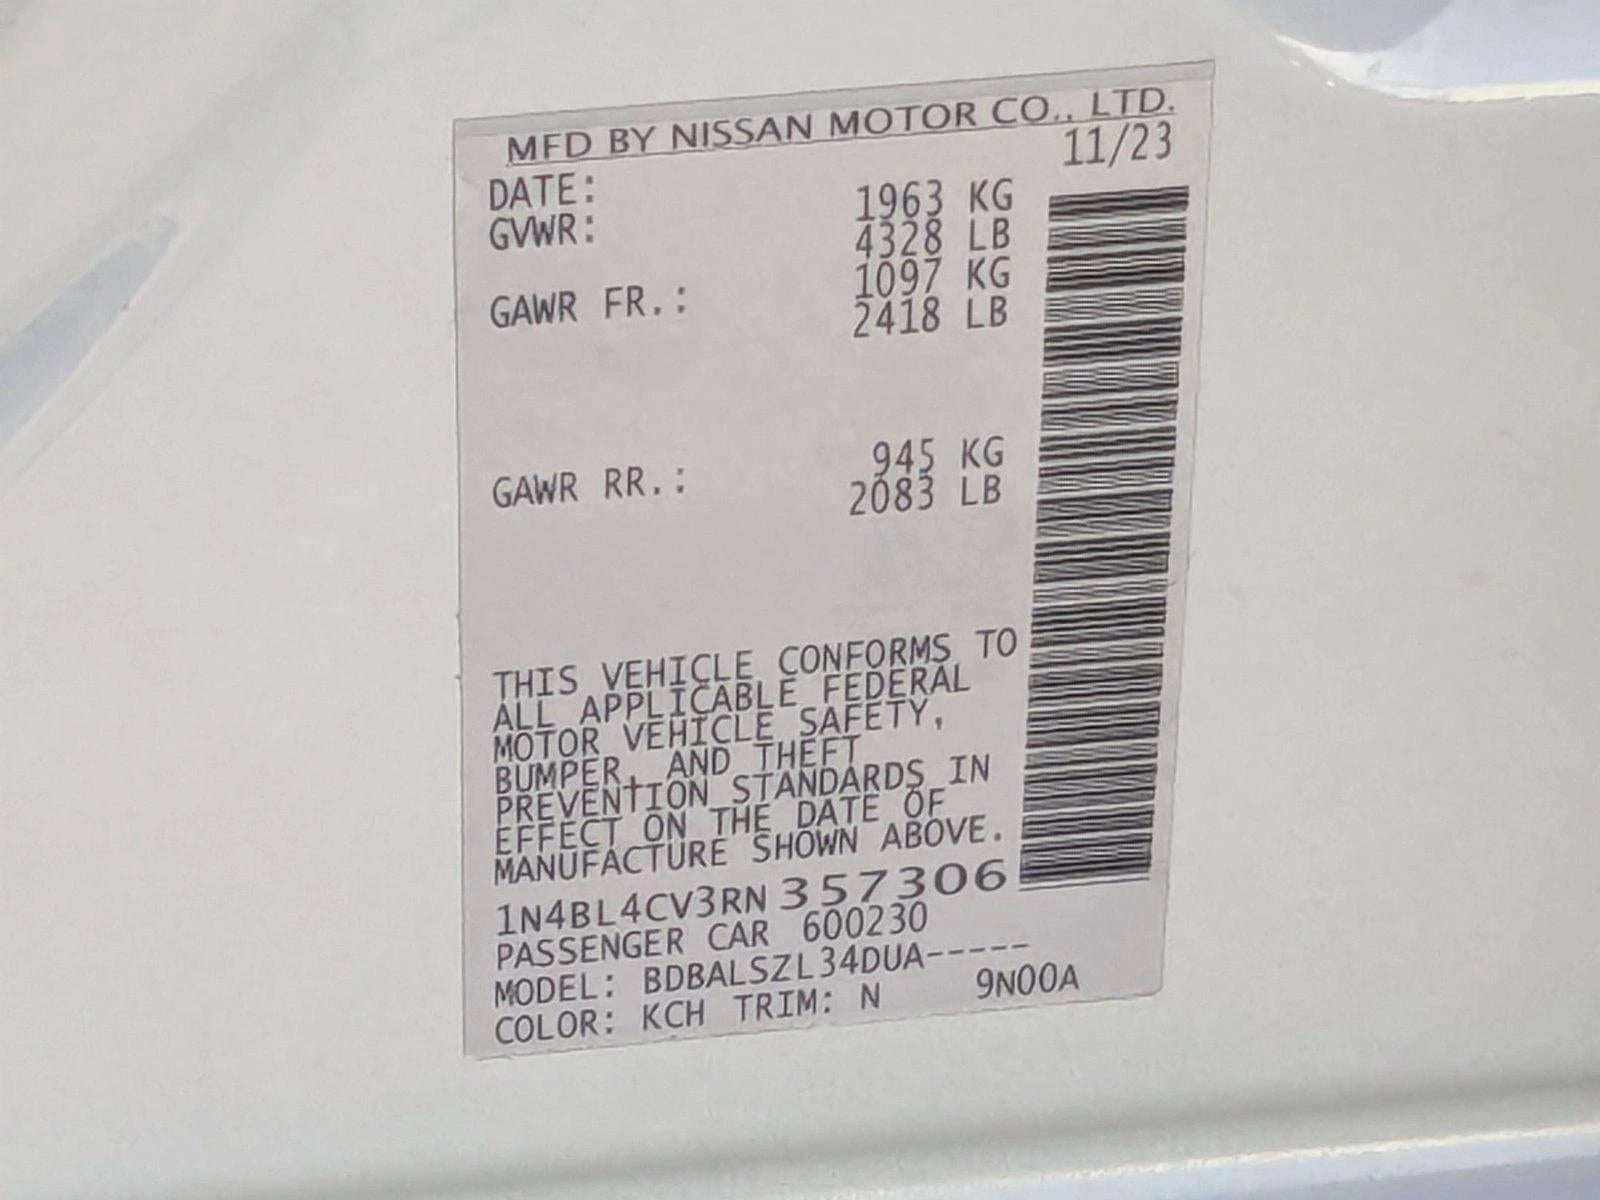 MFD BY NISSAN MOTOR CO., LTD.
DATE: 11/23
GVWR: 1963 KG
4328 LB
GAWR FR.: 1097 KG
2418 LB
GAWR RR.: 945 KG
2083 LB
THIS VEHICLE CONFORMS TO
ALL APPLICABLE FEDERAL
MOTOR VEHICLE SAFETY,
BUMPER, AND THEFT
PREVENTION STANDARDS IN
EFFECT ON THE DATE OF
MANUFACTURE SHOWN ABOVE.
1N4BL4CV3RN357306
PASSENGER CAR 600230
MODEL: BDBALSZL34DUA-----
COLOR: KCH TRIM: N 9N00A